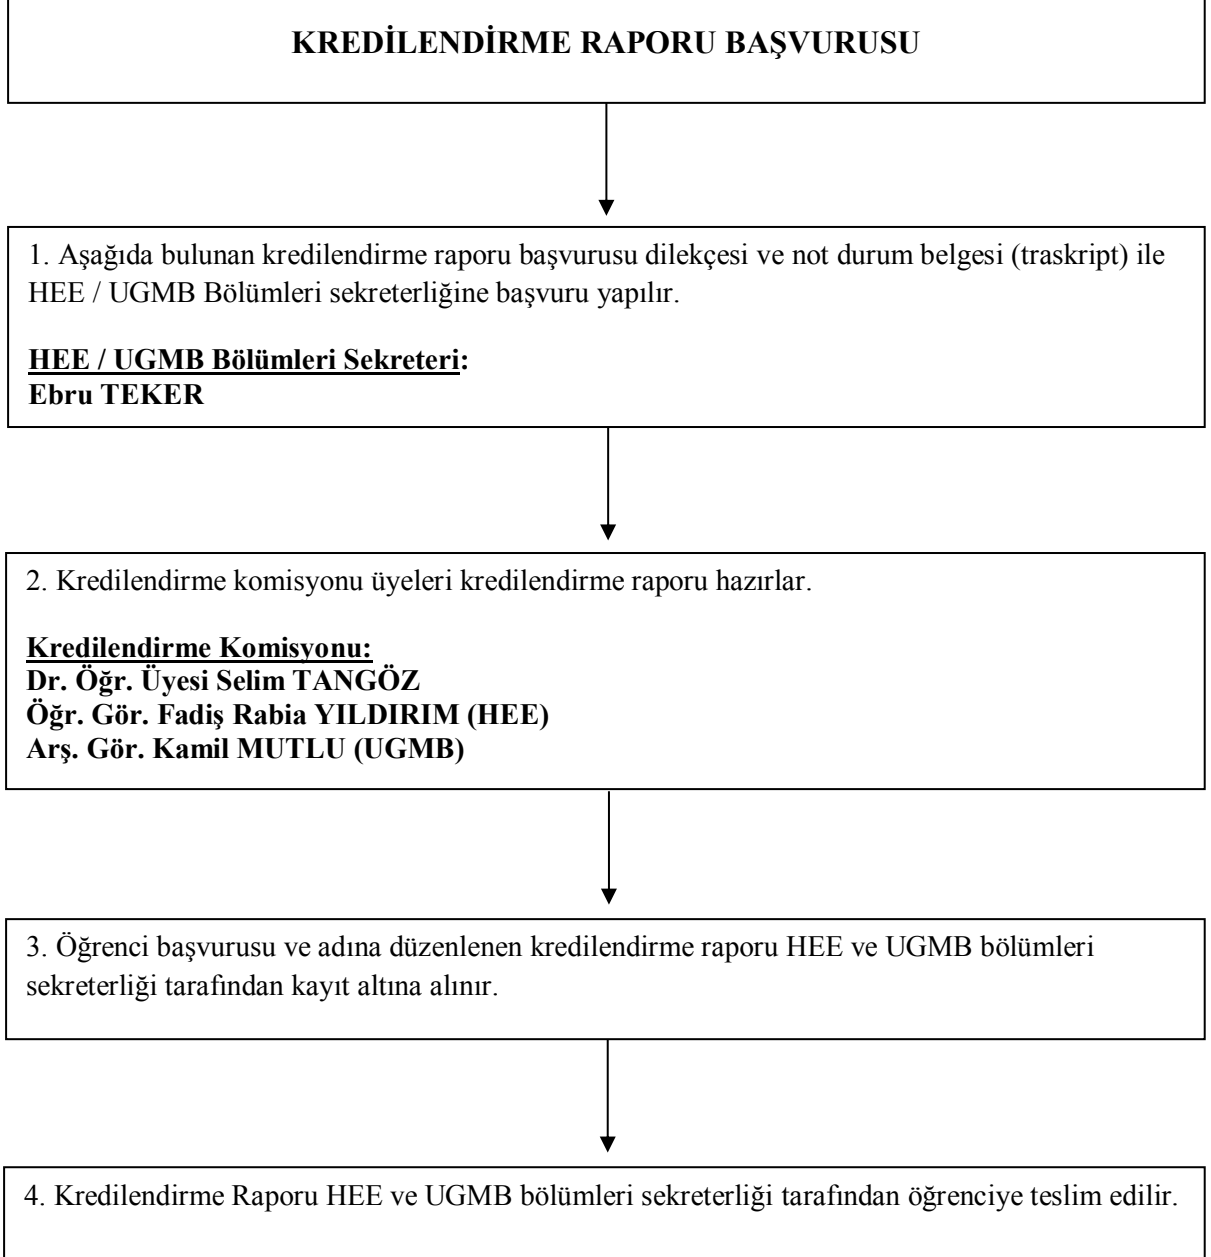 KREDİLENDİRME RAPORU BAŞVURUSU
1. Aşağıda bulunan kredilendirme raporu başvurusu dilekçesi ve not durum belgesi (traskript) ile
HEE / UGMB Bölümleri sekreterliğine başvuru yapılır.
HEE / UGMB Bölümleri Sekreteri:
Ebru TEKER
2. Kredilendirme komisyonu üyeleri kredilendirme raporu hazırlar.
Kredilendirme Komisyonu:
Dr. Öğr. Üyesi Selim TANGÖZ
Öğr. Gör. Fadiş Rabia YILDIRIM (HEE)
Arş. Gör. Kamil MUTLU (UGMB)
3. Öğrenci başvurusu ve adına düzenlenen kredilendirme raporu HEE ve UGMB bölümleri
sekreterliği tarafından kayıt altına alınır.
4. Kredilendirme Raporu HEE ve UGMB bölümleri sekreterliği tarafından öğrenciye teslim edilir.